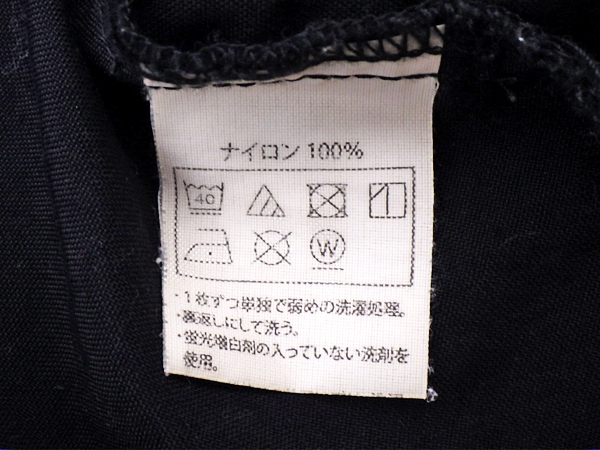 ナイロン 100%
40
W
・1枚ずつ単独で弱めの洗濯処理。
・裏返しにして洗う。
・蛍光増白剤の入っていない洗剤を
使用。